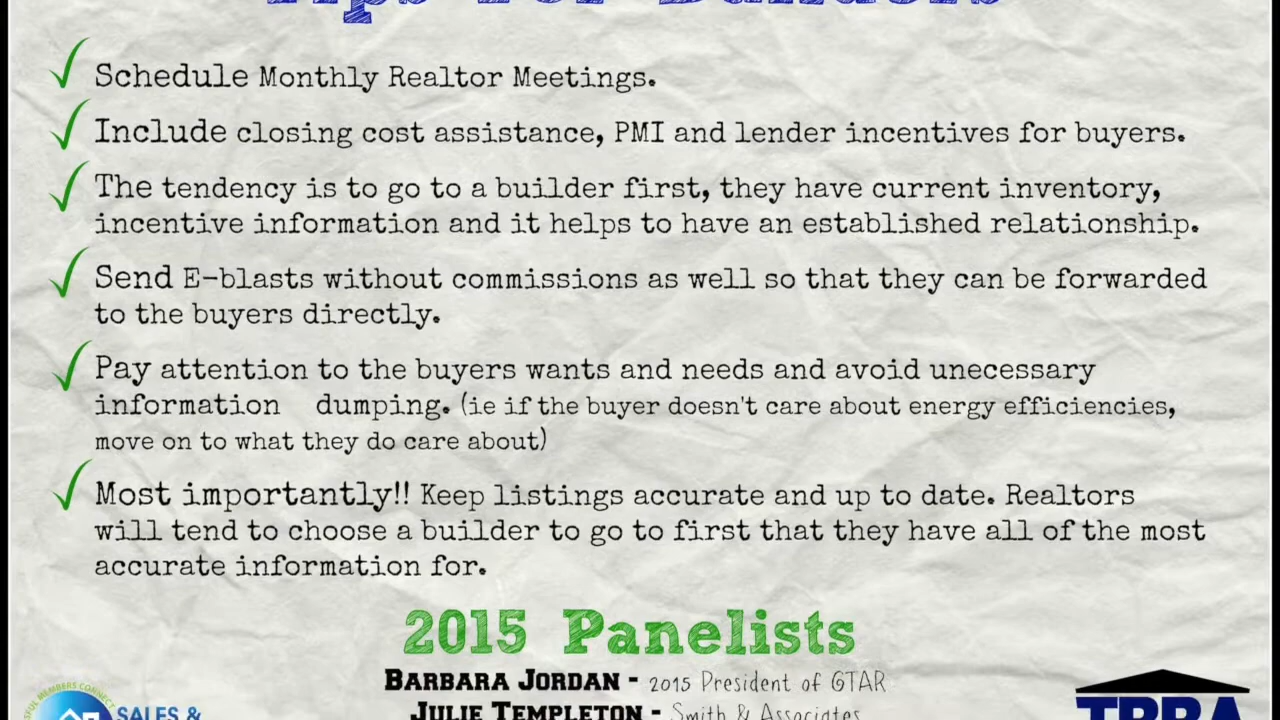 Tips For Builders
Schedule Monthly Realtor Meetings.
Include closing cost assistance, PMI and lender incentives for buyers.
The tendency is to go to a builder first, they have current inventory,
incentive information and it helps to have an established relationship.
Send E-blasts without commissions as well so that they can be forwarded
to the buyers directly.
Pay attention to the buyers wants and needs and avoid unecessary
information dumping. (ie if the buyer doesn't care about energy efficiencies,
move on to what they do care about)
Most importantly!! Keep listings accurate and up to date. Realtors
will tend to choose a builder to go to first that they have all of the most
accurate information for.
2015 Panelists
BARBARA JORDAN - 2015 President of GTAR
JULIE TEMPLETON - Smith & Associates
MEMBERS CONNECT
SALES &
TBBA